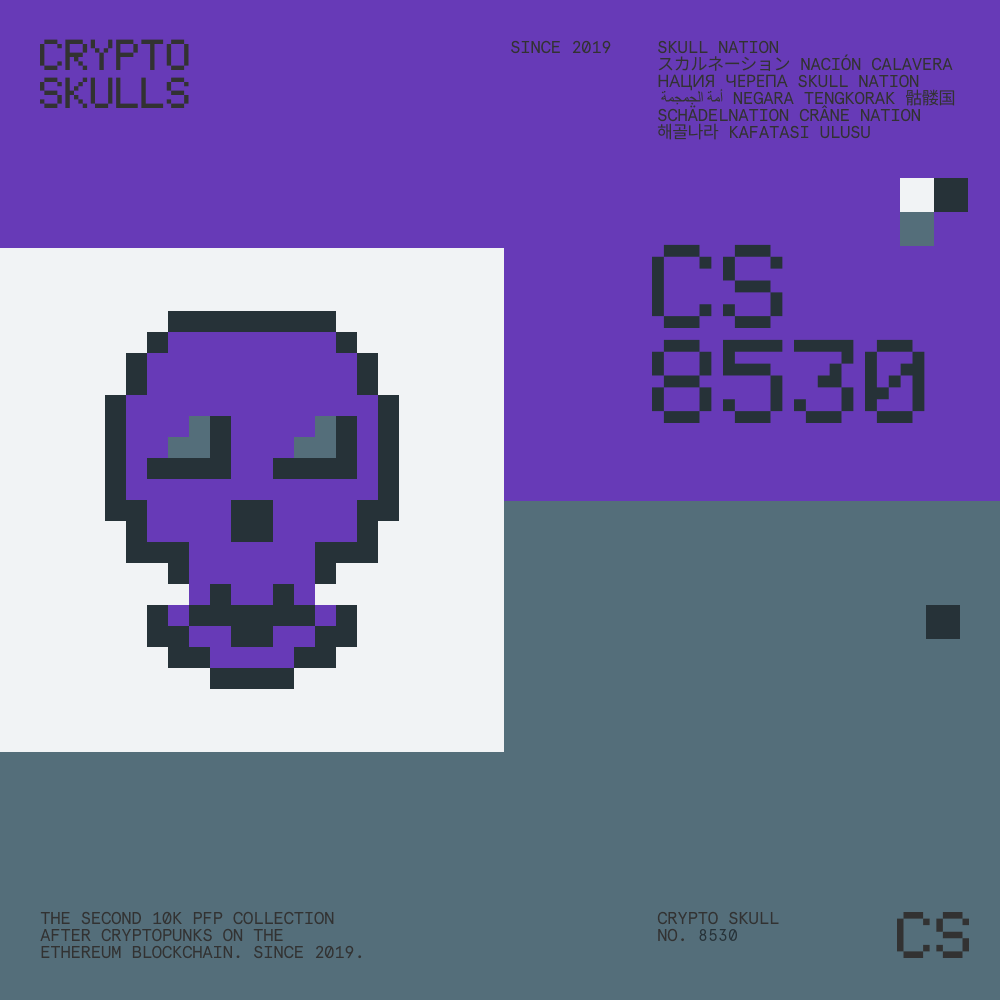 CRYPTO
SKULLS
SINCE 2019
SKULL NATION
スカルネーション NACIÓN CALAVERA
НАЦИЯ ЧЕРЕПА SKULL NATION
أمة الجمجمة NEGARA TENGKORAK 骷髅国
SCHÄDELNATION CRÂNE NATION
해골나라 KAFATASI ULUSU
CS
8530
THE SECOND 10K PFP COLLECTION
AFTER CRYPTOPUNKS ON THE
ETHEREUM BLOCKCHAIN. SINCE 2019.
CRYPTO SKULL
NO. 8530
CS